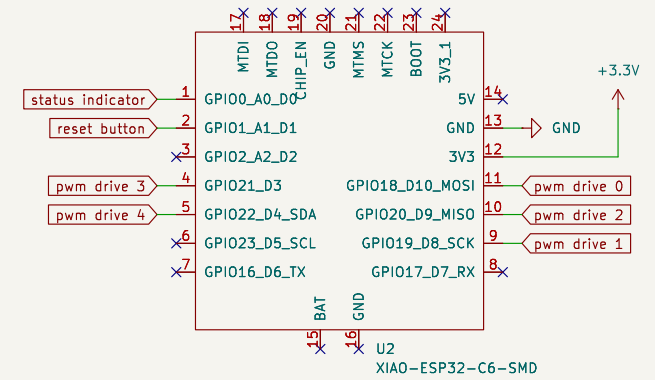 17 18 19 20 21 22 23 24
MTDI MTDO CHIP_EN GND MTMS MTCK BOOT 3V3_1
+3.3V
status indicator 1 GPIO0_A0_D0 5V 14
reset button 2 GPIO1_A1_D1 GND 13 GND
3 GPIO2_A2_D2 3V3 12
pwm drive 3 4 GPIO21_D3 GPIO18_D10_MOSI 11 pwm drive 0
pwm drive 4 5 GPIO22_D4_SDA GPIO20_D9_MISO 10 pwm drive 2
6 GPIO23_D5_SCL GPIO19_D8_SCK 9 pwm drive 1
7 GPIO16_D6_TX GPIO17_D7_RX 8
BAT GND
15 16
U2
XIAO-ESP32-C6-SMD